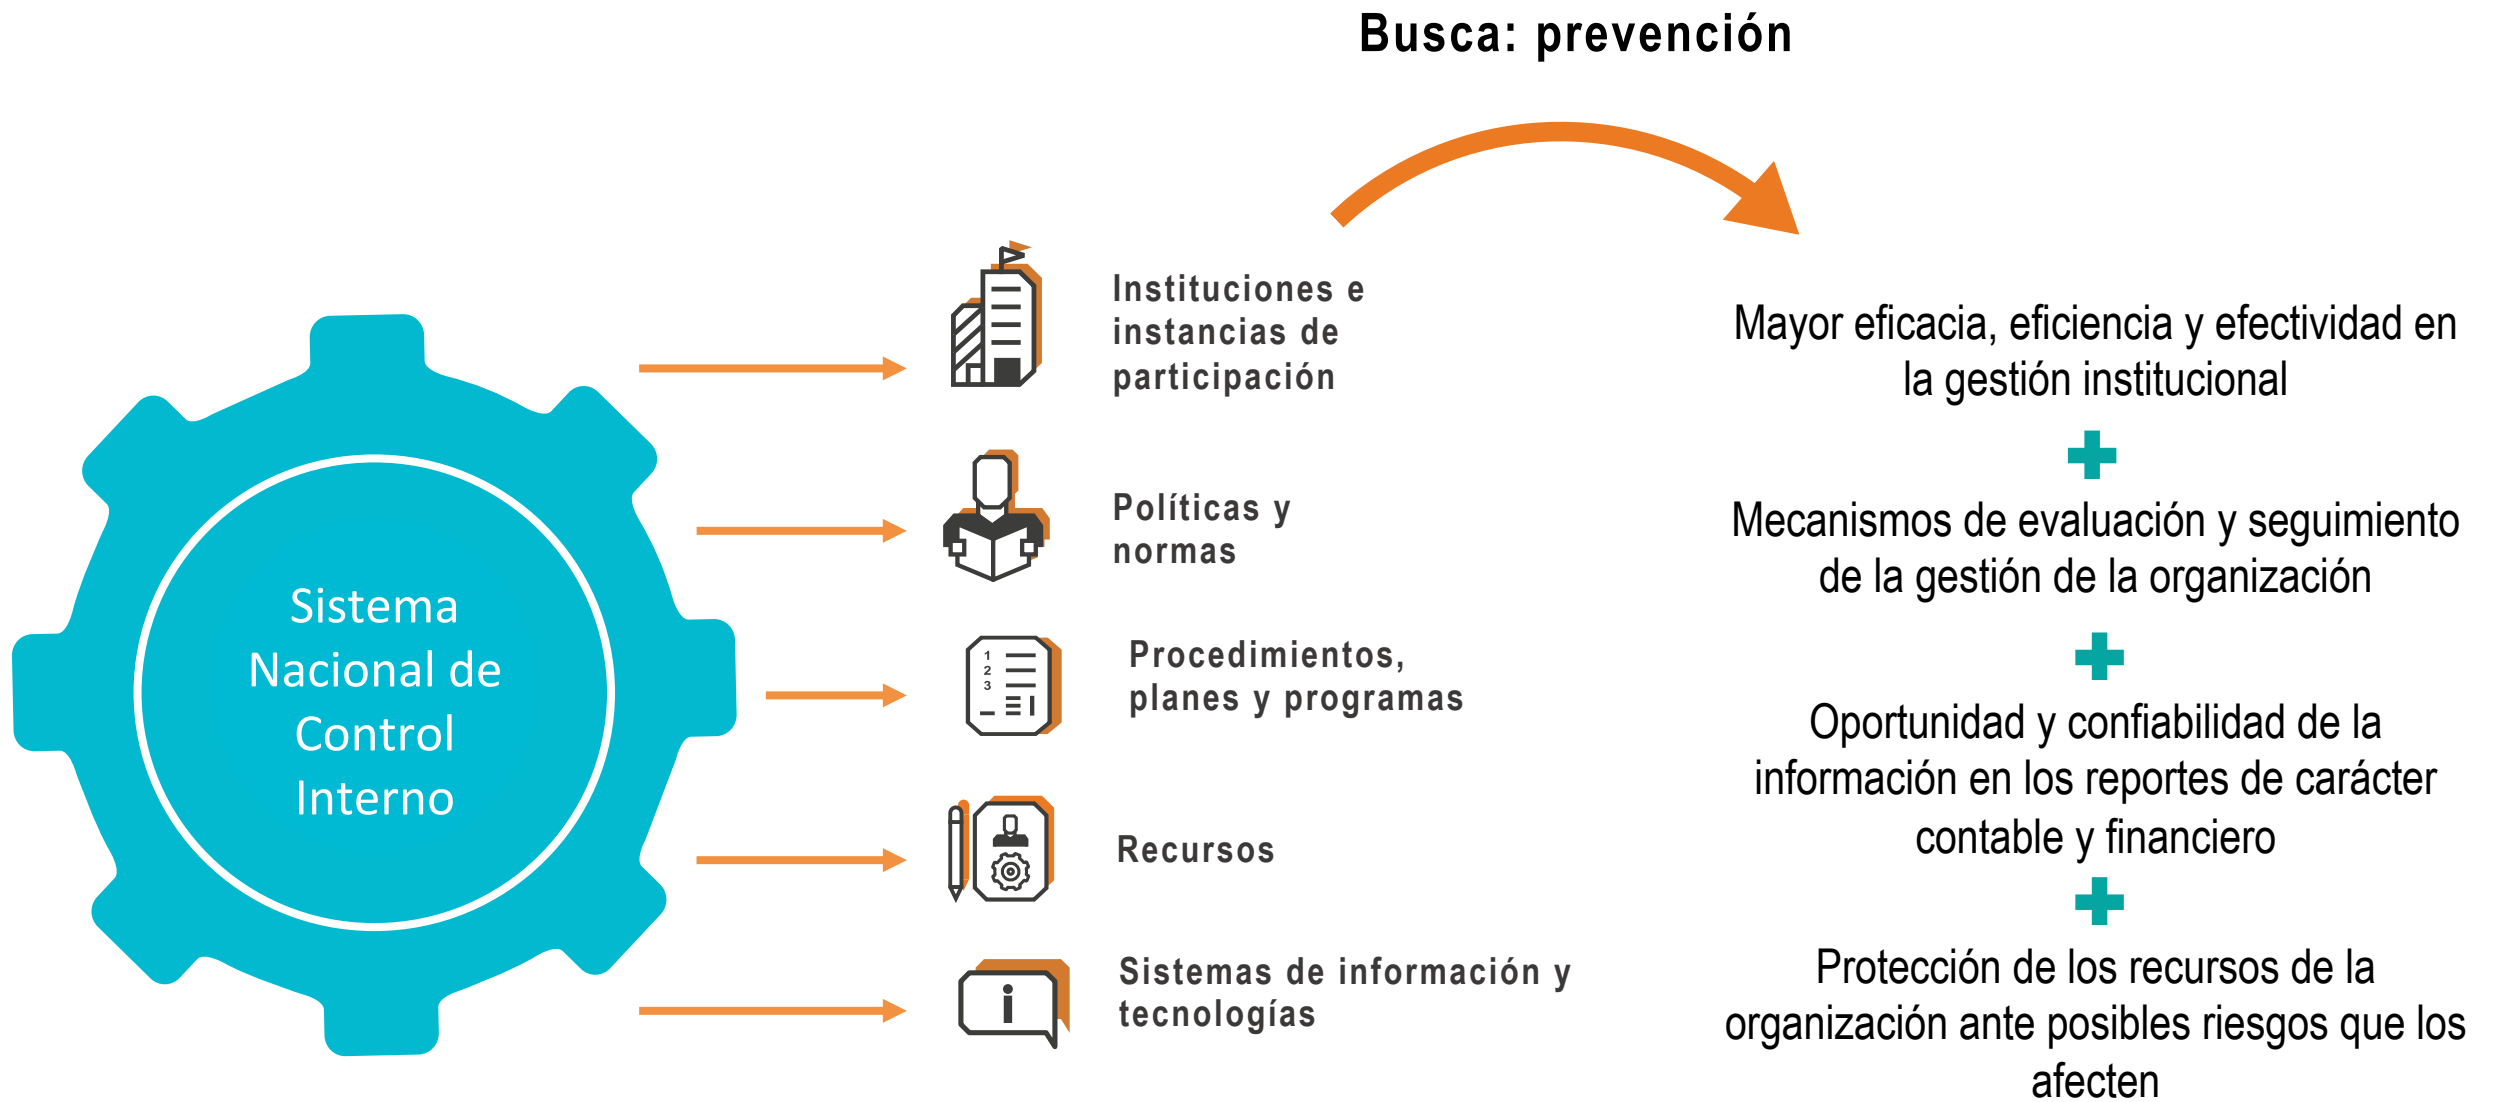 Busca: prevención
Sistema
Nacional de
Control
Interno
Instituciones e
instancias de
participación
Políticas y
normas
1
2
3
Procedimientos,
planes y programas
Recursos
i
Sistemas de información y
tecnologías
Mayor eficacia, eficiencia y efectividad en
la gestión institucional
Mecanismos de evaluación y seguimiento
de la gestión de la organización
Oportunidad y confiabilidad de la
información en los reportes de carácter
contable y financiero
Protección de los recursos de la
organización ante posibles riesgos que los
afecten